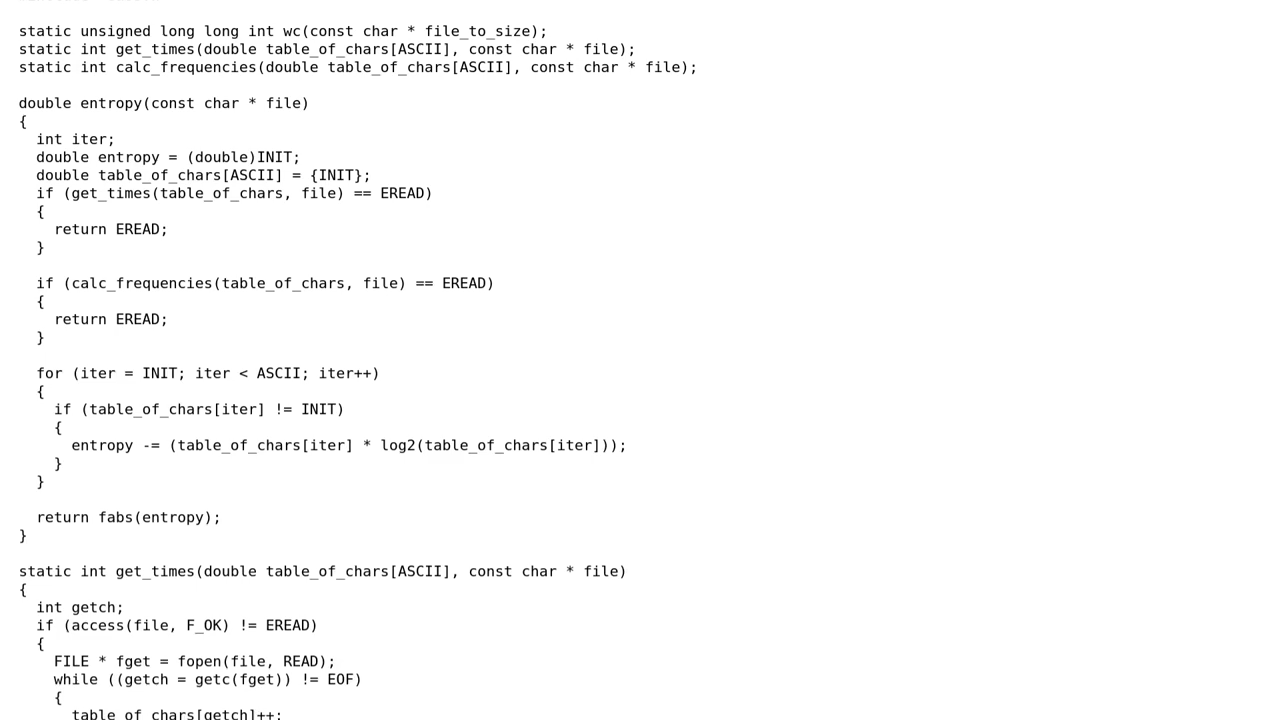 static unsigned long long int wc(const char * file_to_size);
static int get_times(double table_of_chars[ASCII], const char * file);
static int calc_frequencies(double table_of_chars[ASCII], const char * file);

double entropy(const char * file)
{
  int iter;
  double entropy = (double)INIT;
  double table_of_chars[ASCII] = {INIT};
  if (get_times(table_of_chars, file) == EREAD)
  {
    return EREAD;
  }

  if (calc_frequencies(table_of_chars, file) == EREAD)
  {
    return EREAD;
  }

  for (iter = INIT; iter < ASCII; iter++)
  {
    if (table_of_chars[iter] != INIT)
    {
      entropy -= (table_of_chars[iter] * log2(table_of_chars[iter]));
    }
  }

  return fabs(entropy);
}

static int get_times(double table_of_chars[ASCII], const char * file)
{
  int getch;
  if (access(file, F_OK) != EREAD)
  {
    FILE * fget = fopen(file, READ);
    while ((getch = getc(fget)) != EOF)
    {
      table_of_chars[getch]++;